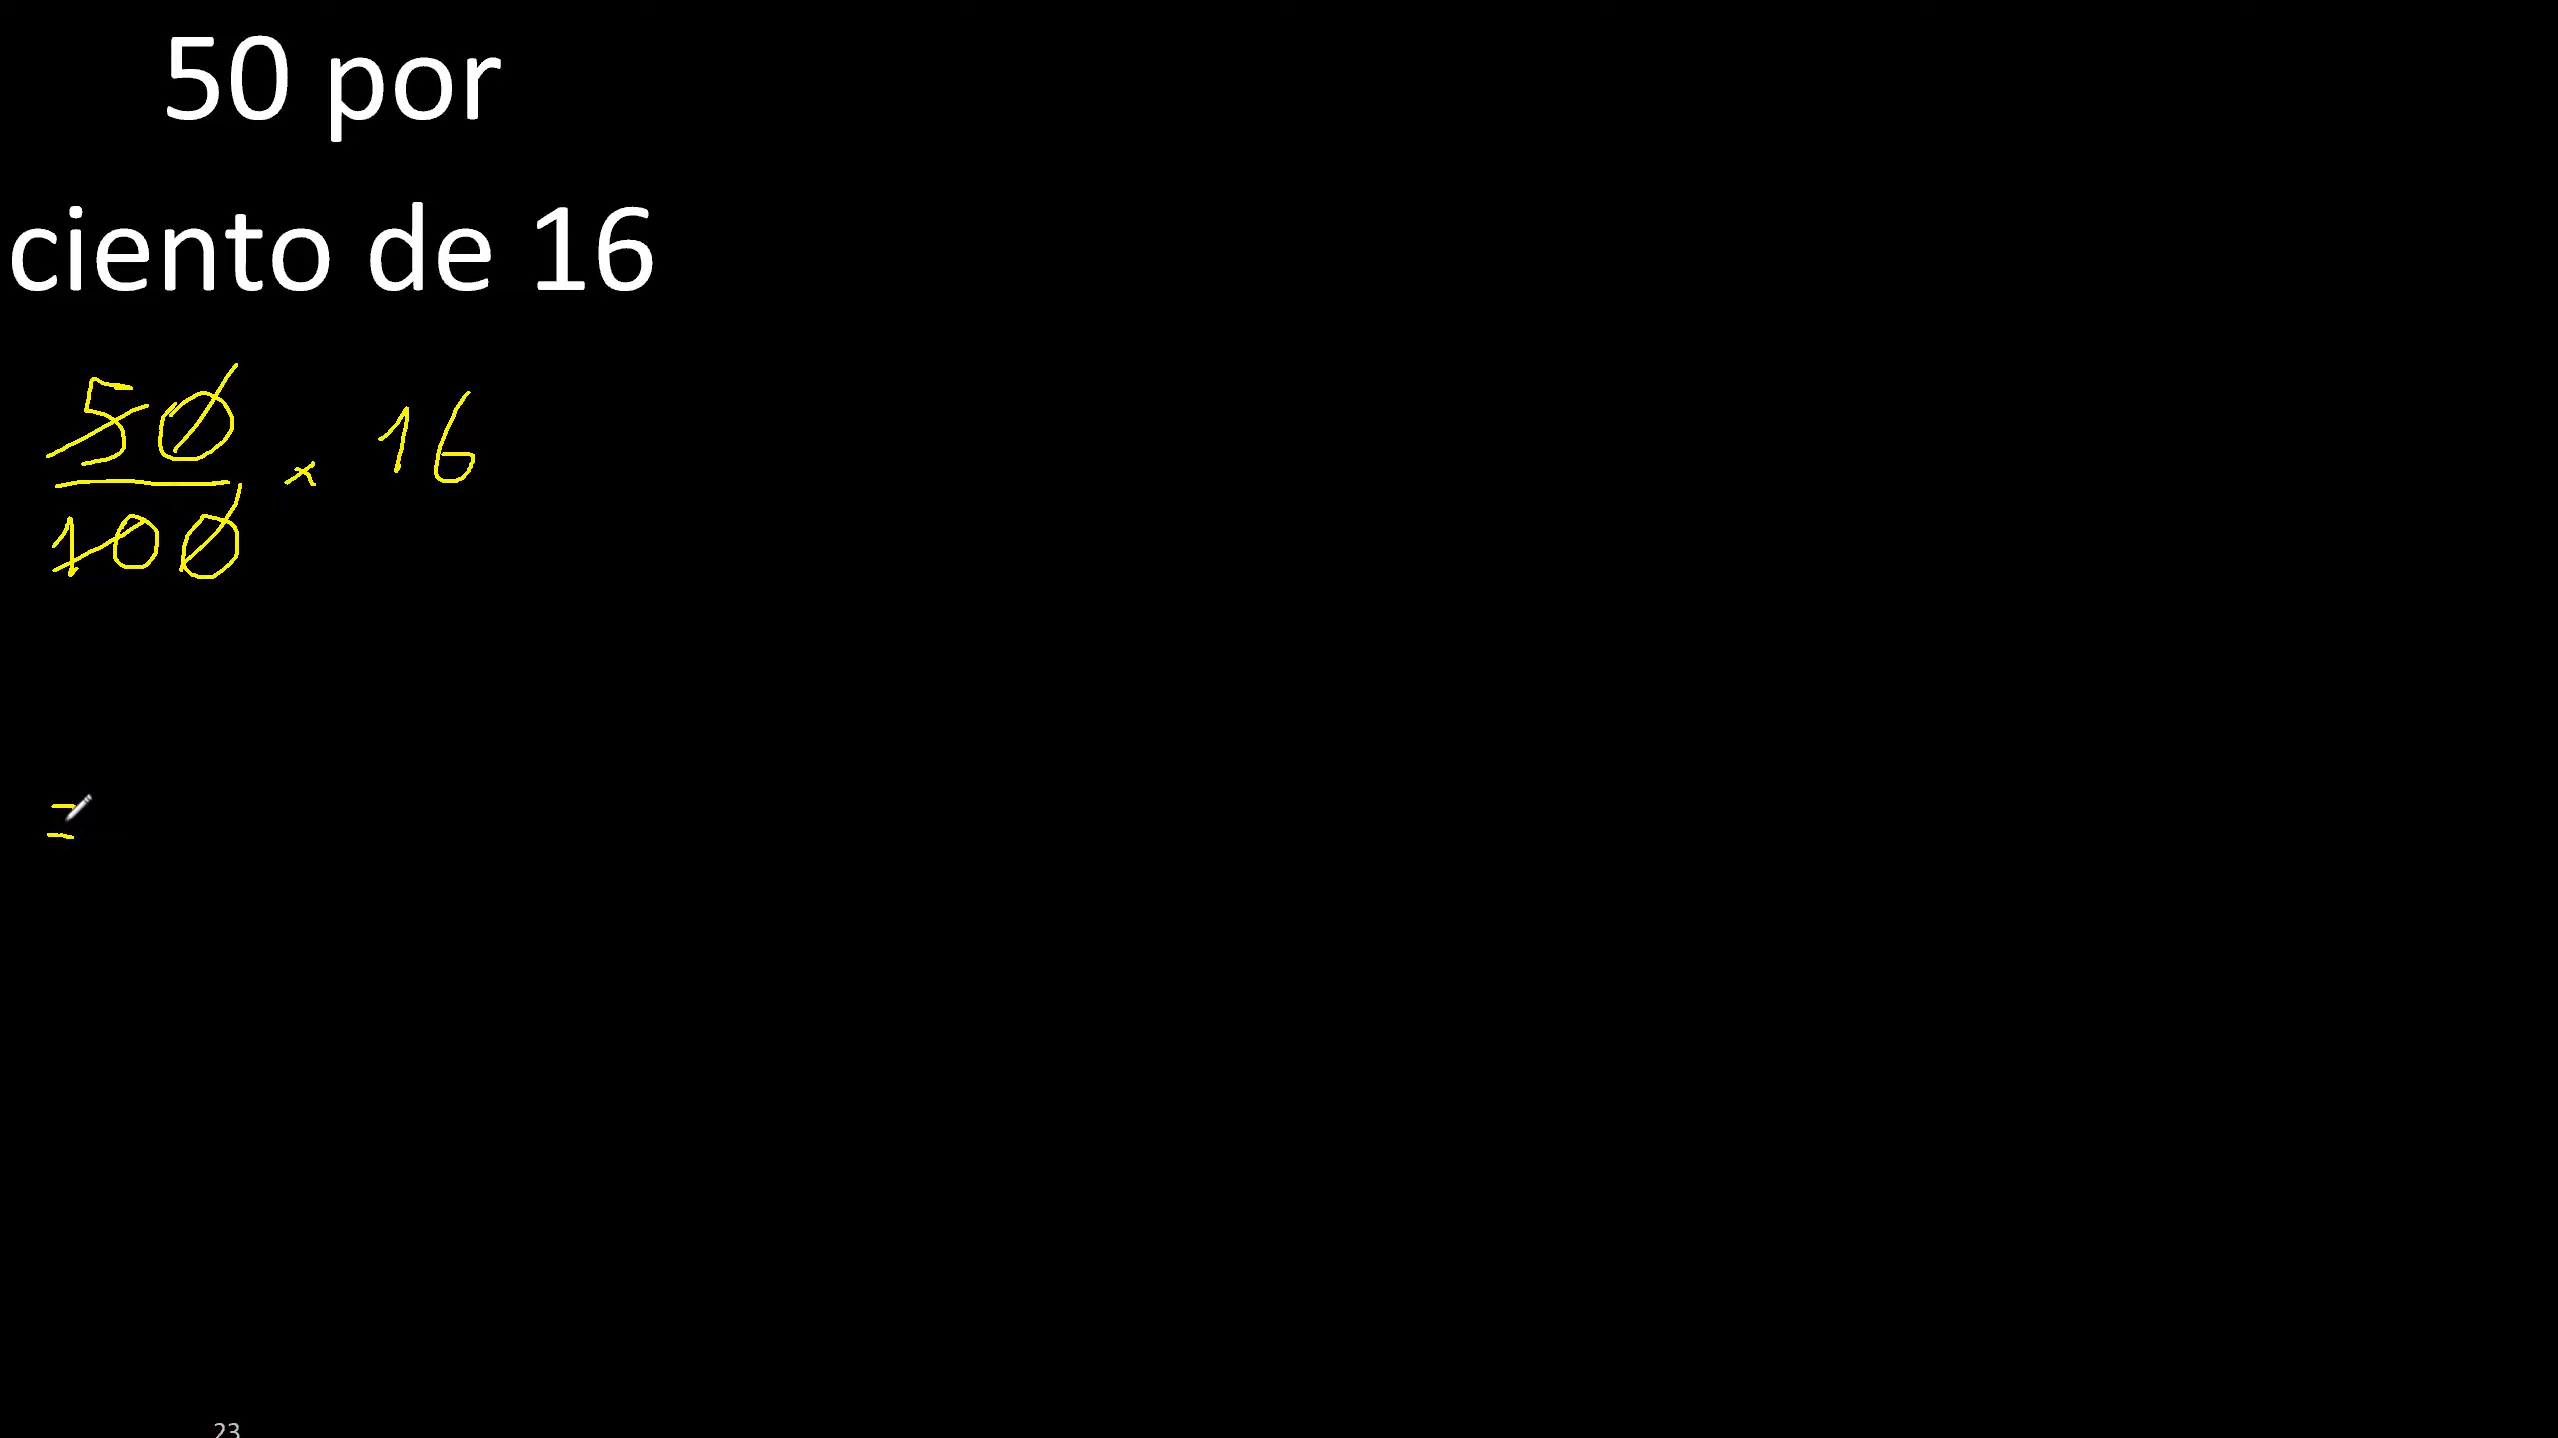 50 por
ciento de 16
50
100 × 16
=
23